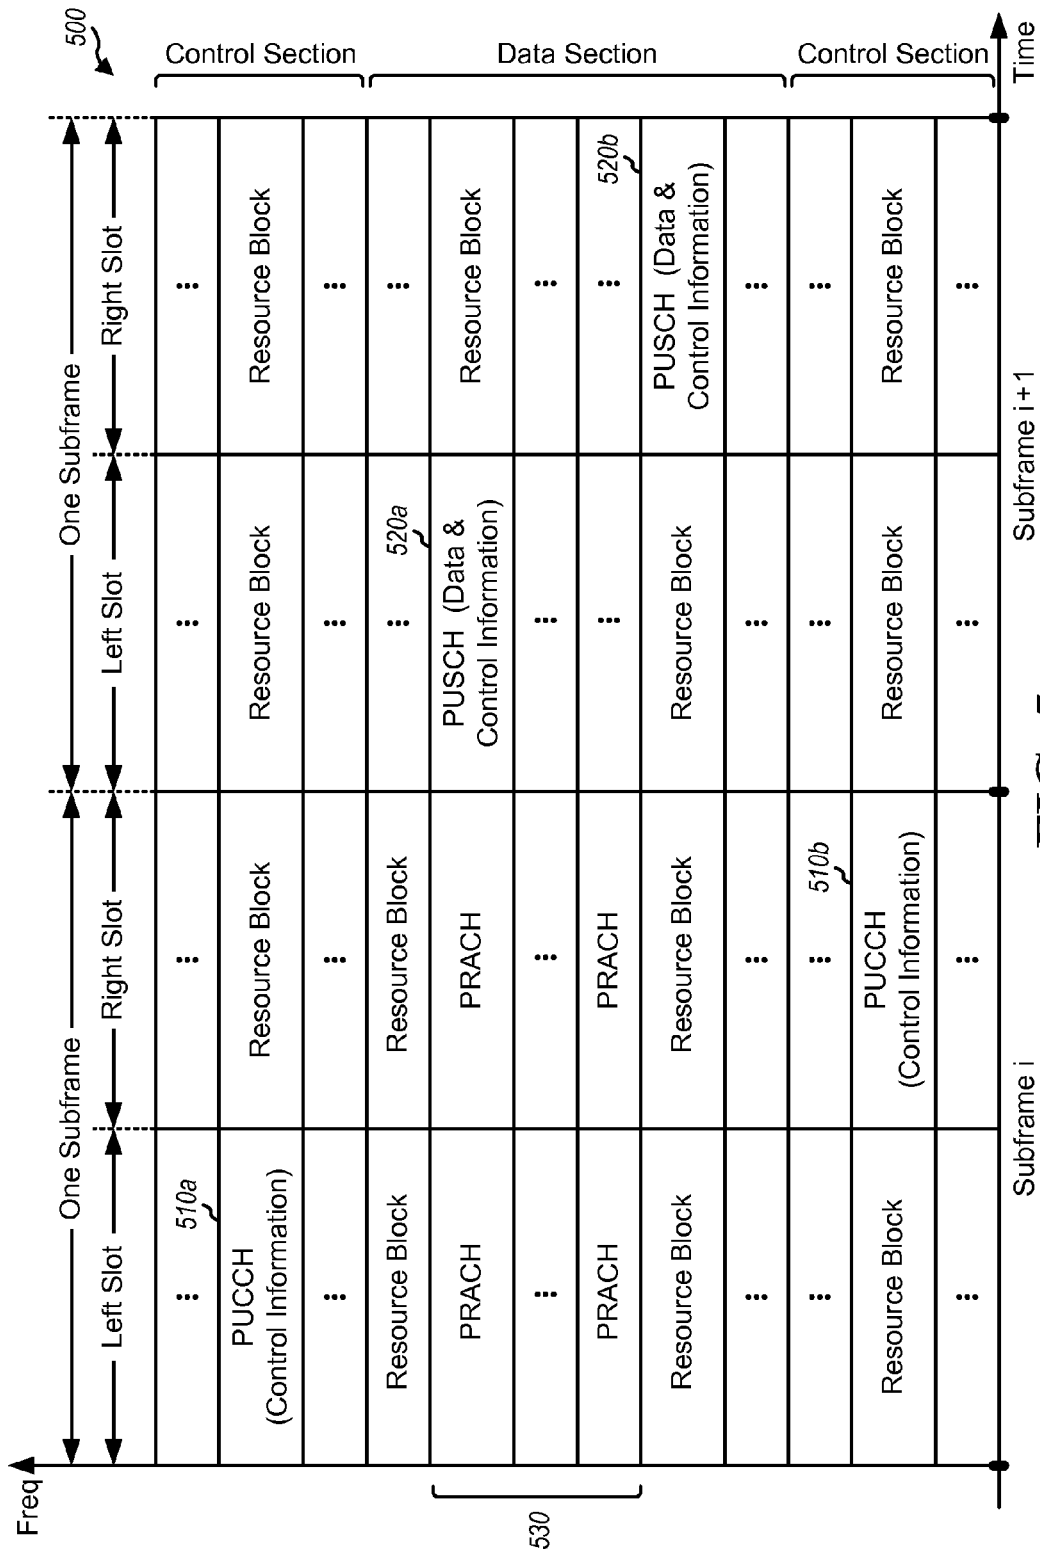 500
Freq
One Subframe
One Subframe
Left Slot
Right Slot
Left Slot
Right Slot
... ... ... ...
510a
PUCCH
(Control Information)
Resource Block
Resource Block
Resource Block
... ... ... ...
Control Section
Resource Block
Resource Block
... ...
520a
PRACH
PRACH
PUSCH (Data &
Control Information)
Resource Block
... ... ... ...
PRACH
PRACH
... ...
520b
Resource Block
Resource Block
Resource Block
PUSCH (Data &
Control Information)
... ... ... ...
Data Section
530
... ... ... ...
510b
Resource Block
PUCCH
(Control Information)
Resource Block
Resource Block
... ... ... ...
Control Section
Subframe i
Subframe i + 1
Time